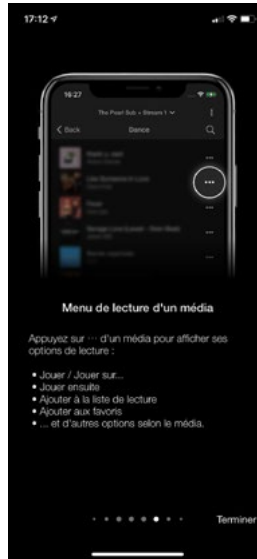 17:12
16:27
The Pearl Sub • Stream 1
Back Dance
Menu de lecture d'un média
Appuyez sur ··· d'un média pour afficher ses
options de lecture :
• Jouer / Jouer sur...
• Jouer ensuite
• Ajouter à la liste de lecture
• Ajouter aux favoris
• ... et d'autres options selon le média.
Terminer